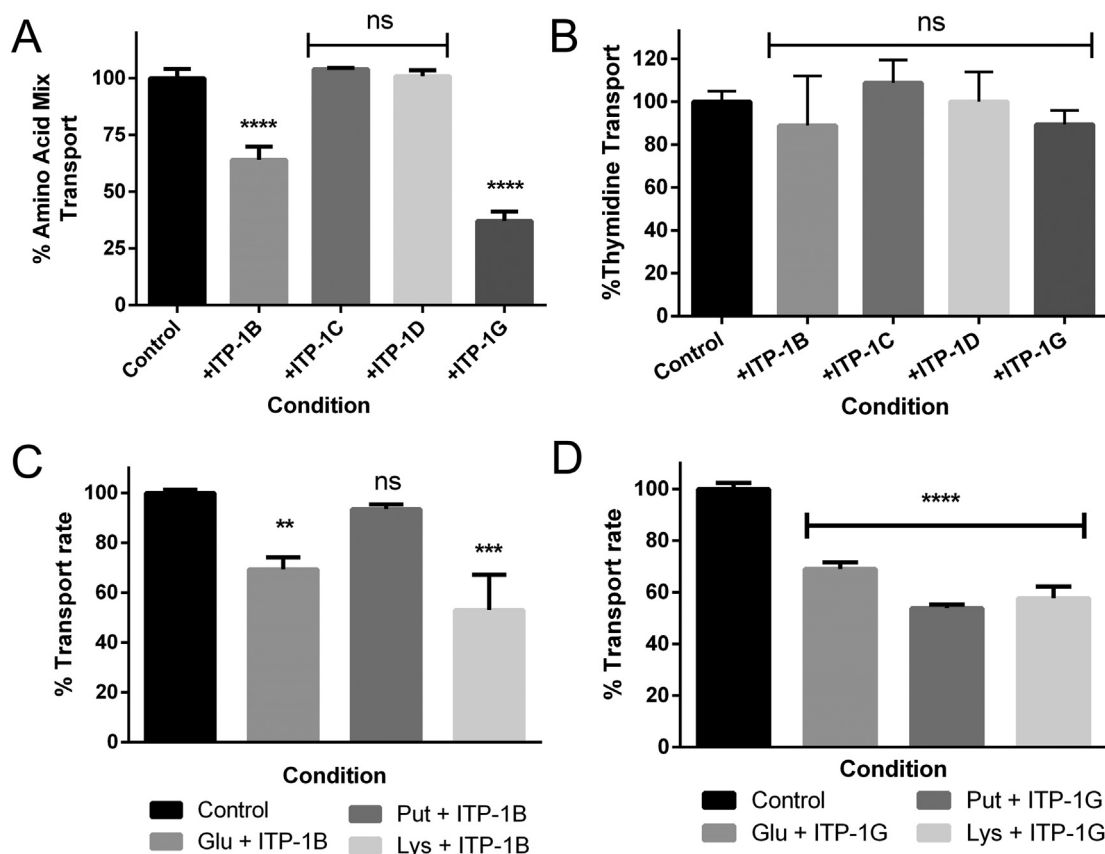 A
% Amino Acid Mix
Transport
100
75
50
25
0
****
ns
****
Control
+ITP-1B
+ITP-1C
+ITP-1D
+ITP-1G
Condition
B
%Thymidine Transport
120
100
80
60
40
20
0
ns
Control
+ITP-1B
+ITP-1C
+ITP-1D
+ITP-1G
Condition
C
% Transport rate
100
80
60
40
20
0
**
ns
***
Condition
Control
Put + ITP-1B
Glu + ITP-1B
Lys + ITP-1B
D
% Transport rate
100
80
60
40
20
0
****
Condition
Control
Put + ITP-1G
Glu + ITP-1G
Lys + ITP-1G